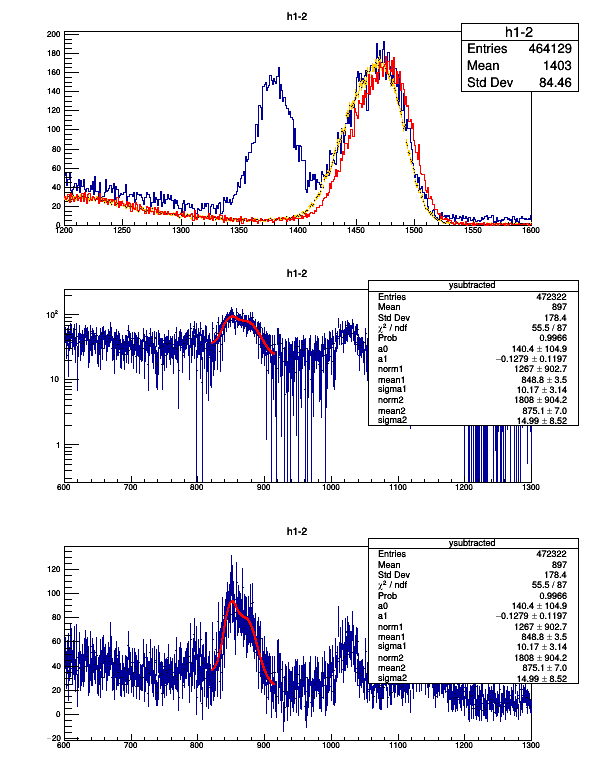 h1-2
h1-2
Entries 464129
Mean 1403
Std Dev 84.46
200
180
160
140
120
100
80
60
40
20
0
1200 1250 1300 1350 1400 1450 1500 1550 1600
h1-2
ysubtracted
Entries 472322
Mean 897
Std Dev 178.4
χ² / ndf 55.5 / 87
Prob 0.9966
a0 140.4 ± 104.9
a1 −0.1279 ± 0.1197
norm1 1267 ± 902.7
mean1 848.8 ± 3.5
sigma1 10.17 ± 3.14
norm2 1808 ± 904.2
mean2 875.1 ± 7.0
sigma2 14.99 ± 8.52
10²
10
1
600 700 800 900 1000 1100 1200 1300
h1-2
ysubtracted
Entries 472322
Mean 897
Std Dev 178.4
χ² / ndf 55.5 / 87
Prob 0.9966
a0 140.4 ± 104.9
a1 −0.1279 ± 0.1197
norm1 1267 ± 902.7
mean1 848.8 ± 3.5
sigma1 10.17 ± 3.14
norm2 1808 ± 904.2
mean2 875.1 ± 7.0
sigma2 14.99 ± 8.52
120
100
80
60
40
20
0
−20
600 700 800 900 1000 1100 1200 1300